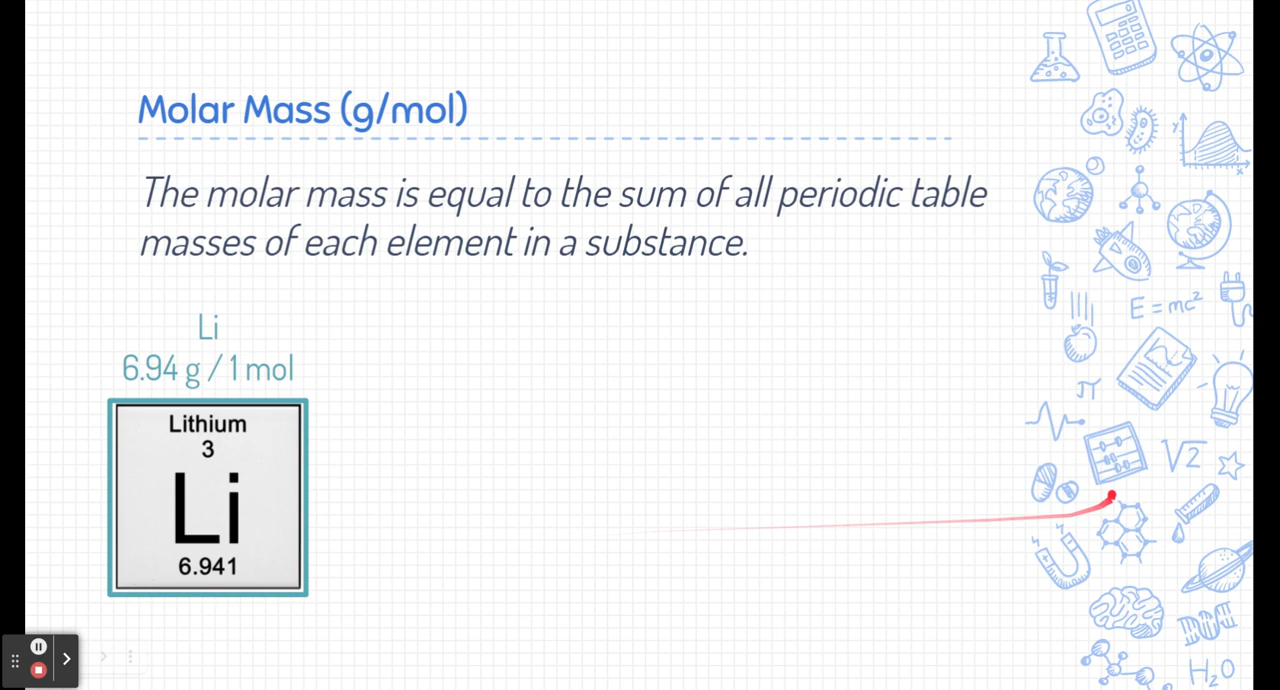 Molar Mass (g/mol)
The molar mass is equal to the sum of all periodic table
masses of each element in a substance.
Li
6.94 g / 1 mol
Lithium
3
Li
6.941
y
x
E = mc²
π
√2
H₂O